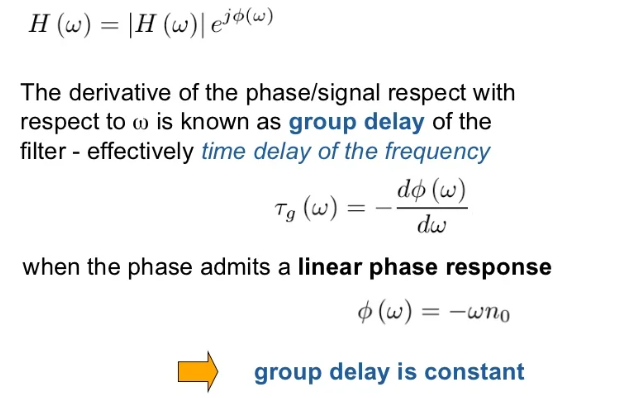 H (ω) = |H (ω)| e^{jϕ(ω)}
The derivative of the phase/signal respect with
respect to ω is known as group delay of the
filter - effectively time delay of the frequency
τ_g (ω) = − dϕ (ω) / dω
when the phase admits a linear phase response
ϕ (ω) = −ωn_0
group delay is constant